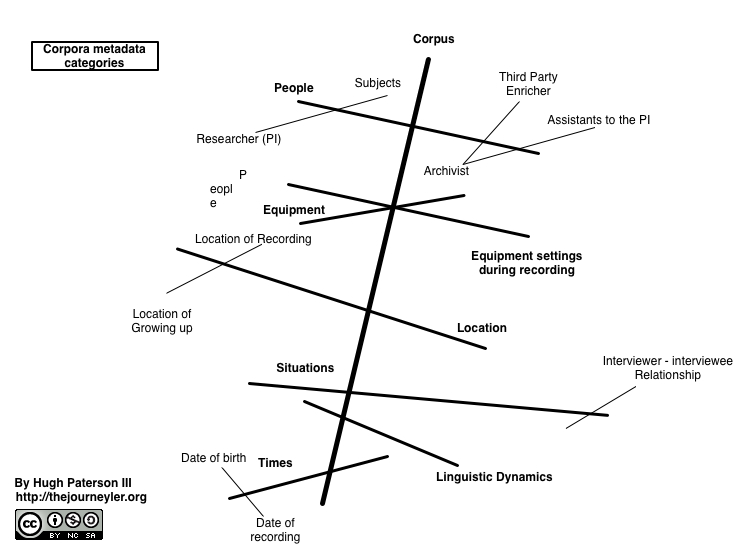 Corpus
Corpora metadata
categories
People
Subjects
Third Party
Enricher
Assistants to the PI
Researcher (PI)
Archivist
P
eopl
e
Equipment
Location of Recording
Equipment settings
during recording
Location of
Growing up
Location
Situations
Interviewer - interviewee
Relationship
Date of birth
Times
Linguistic Dynamics
By Hugh Paterson III
http://thejourneyler.org
Date of
recording
cc
BY NC SA